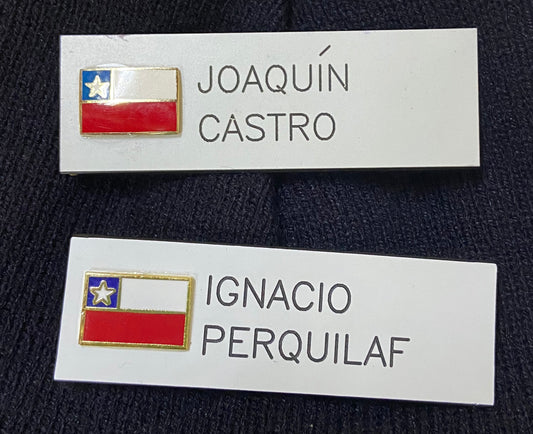 JOAQUÍN
CASTRO
IGNACIO
PERQUILAF